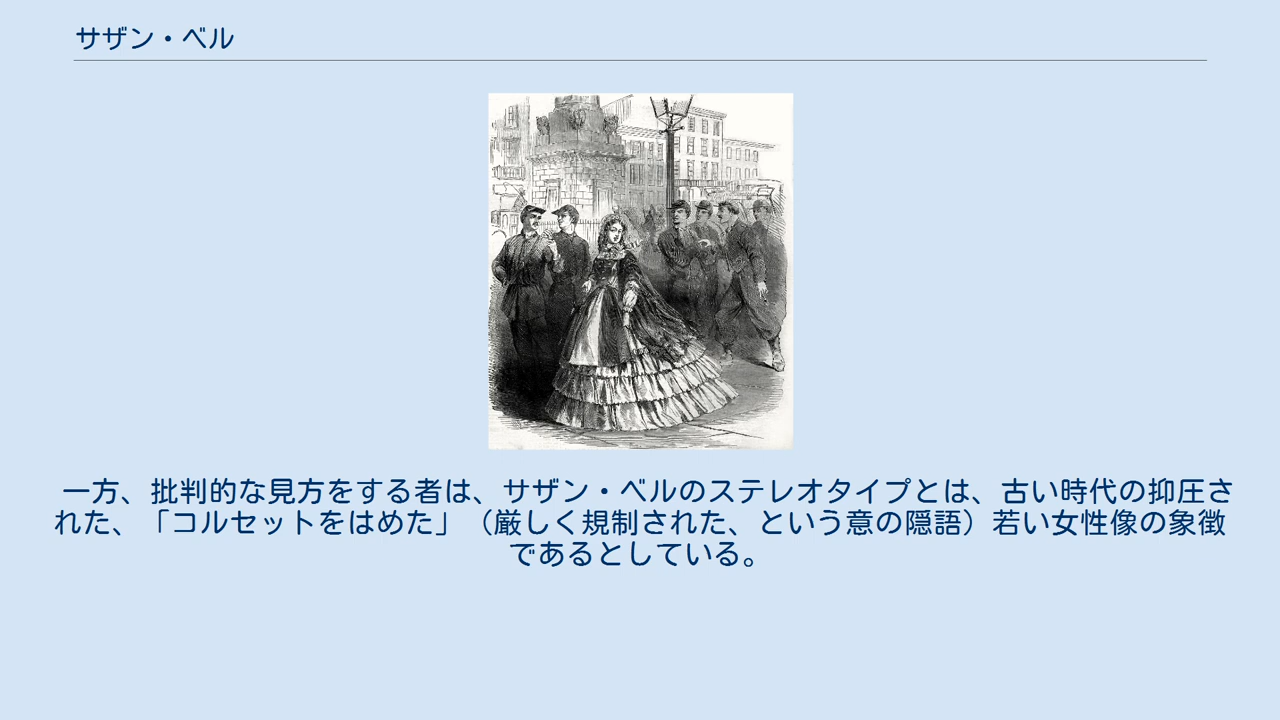 サザン・ベル
一方、批判的な見方をする者は、サザン・ベルのステレオタイプとは、古い時代の抑圧さ
れた、「コルセットをはめた」（厳しく規制された、という意の隠語）若い女性像の象徴
であるとしている。